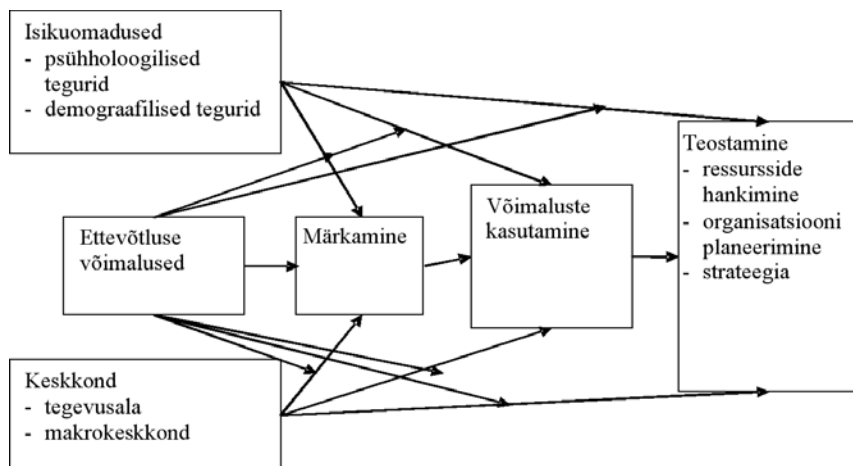 Isikuomadused
- psühholoogilised
tegurid
- demograafilised tegurid
Ettevõtluse
võimalused
Märkamine
Võimaluste
kasutamine
Teostamine
- ressursside
hankimine
- organisatsiooni
planeerimine
- strateegia
Keskkond
- tegevusala
- makrokeskkond